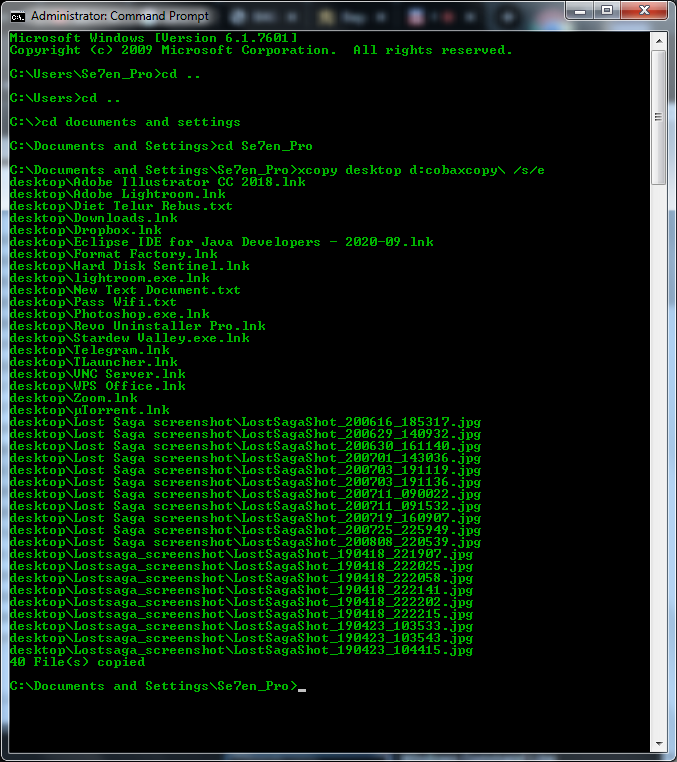 Administrator: Command Prompt
Microsoft Windows [Version 6.1.7601]
Copyright (c) 2009 Microsoft Corporation.  All rights reserved.
C:\Users\Se7en_Pro>cd ..
C:\Users>cd ..
C:\>cd documents and settings
C:\Documents and Settings>cd Se7en_Pro
C:\Documents and Settings\Se7en_Pro>xcopy desktop d:cobaxcopy\ /s/e
desktop\Adobe Illustrator CC 2018.lnk
desktop\Adobe Lightroom.lnk
desktop\Diet Telur Rebus.txt
desktop\Downloads.lnk
desktop\Dropbox.lnk
desktop\Eclipse IDE for Java Developers - 2020-09.lnk
desktop\Format Factory.lnk
desktop\Hard Disk Sentinel.lnk
desktop\lightroom.exe.lnk
desktop\New Text Document.txt
desktop\Pass Wifi.txt
desktop\Photoshop.exe.lnk
desktop\Revo Uninstaller Pro.lnk
desktop\Stardew Valley.exe.lnk
desktop\Telegram.lnk
desktop\TLauncher.lnk
desktop\VNC Server.lnk
desktop\WPS Office.lnk
desktop\Zoom.lnk
desktop\µTorrent.lnk
desktop\Lost Saga screenshot\LostSagaShot_200616_185317.jpg
desktop\Lost Saga screenshot\LostSagaShot_200629_140932.jpg
desktop\Lost Saga screenshot\LostSagaShot_200630_161140.jpg
desktop\Lost Saga screenshot\LostSagaShot_200701_143036.jpg
desktop\Lost Saga screenshot\LostSagaShot_200703_191119.jpg
desktop\Lost Saga screenshot\LostSagaShot_200703_191136.jpg
desktop\Lost Saga screenshot\LostSagaShot_200711_090022.jpg
desktop\Lost Saga screenshot\LostSagaShot_200711_091532.jpg
desktop\Lost Saga screenshot\LostSagaShot_200719_160907.jpg
desktop\Lost Saga screenshot\LostSagaShot_200725_225949.jpg
desktop\Lost Saga screenshot\LostSagaShot_200808_220539.jpg
desktop\Lostsaga_screenshot\LostSagaShot_190418_221907.jpg
desktop\Lostsaga_screenshot\LostSagaShot_190418_222025.jpg
desktop\Lostsaga_screenshot\LostSagaShot_190418_222058.jpg
desktop\Lostsaga_screenshot\LostSagaShot_190418_222141.jpg
desktop\Lostsaga_screenshot\LostSagaShot_190418_222202.jpg
desktop\Lostsaga_screenshot\LostSagaShot_190418_222215.jpg
desktop\Lostsaga_screenshot\LostSagaShot_190423_103533.jpg
desktop\Lostsaga_screenshot\LostSagaShot_190423_103543.jpg
desktop\Lostsaga_screenshot\LostSagaShot_190423_104415.jpg
40 File(s) copied
C:\Documents and Settings\Se7en_Pro>_